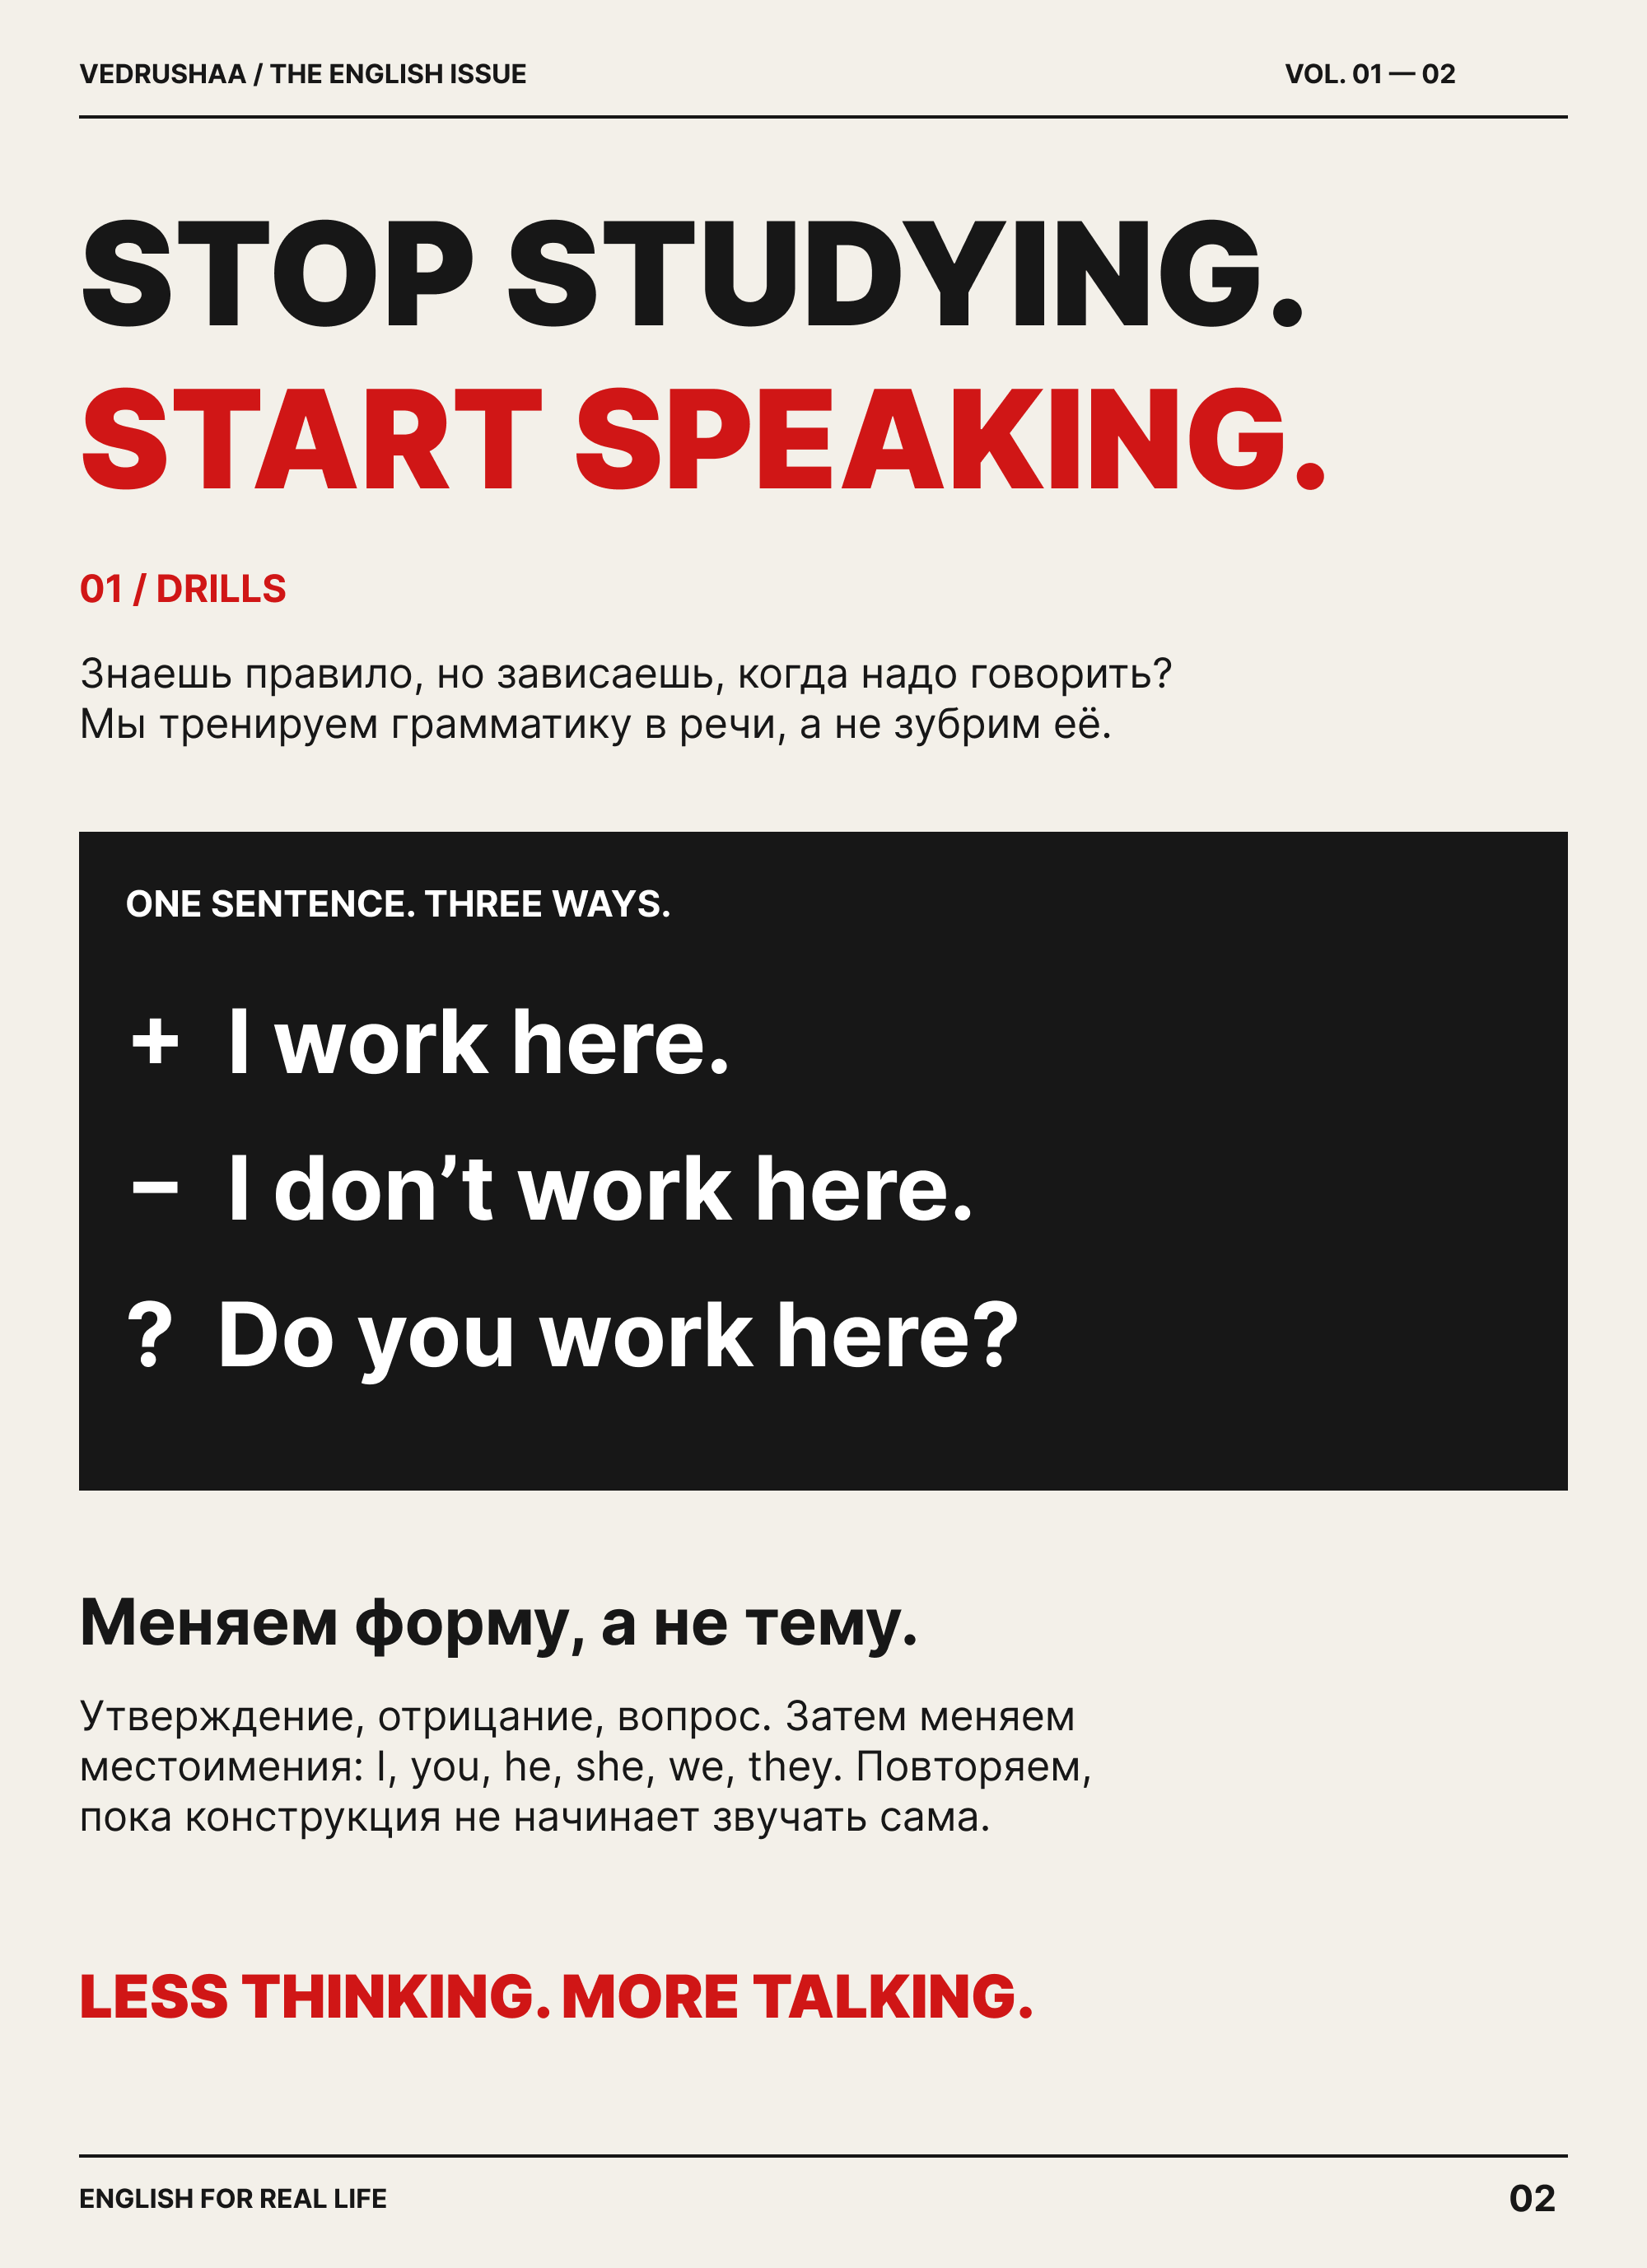 VEDRUSHAA / THE ENGLISH ISSUE
VOL. 01 — 02
STOP STUDYING.
START SPEAKING.
01 / DRILLS
Знаешь правило, но зависаешь, когда надо говорить?
Мы тренируем грамматику в речи, а не зубрим её.
ONE SENTENCE. THREE WAYS.
+ I work here.
− I don’t work here.
? Do you work here?
Меняем форму, а не тему.
Утверждение, отрицание, вопрос. Затем меняем
местоимения: I, you, he, she, we, they. Повторяем,
пока конструкция не начинает звучать сама.
LESS THINKING. MORE TALKING.
ENGLISH FOR REAL LIFE
02